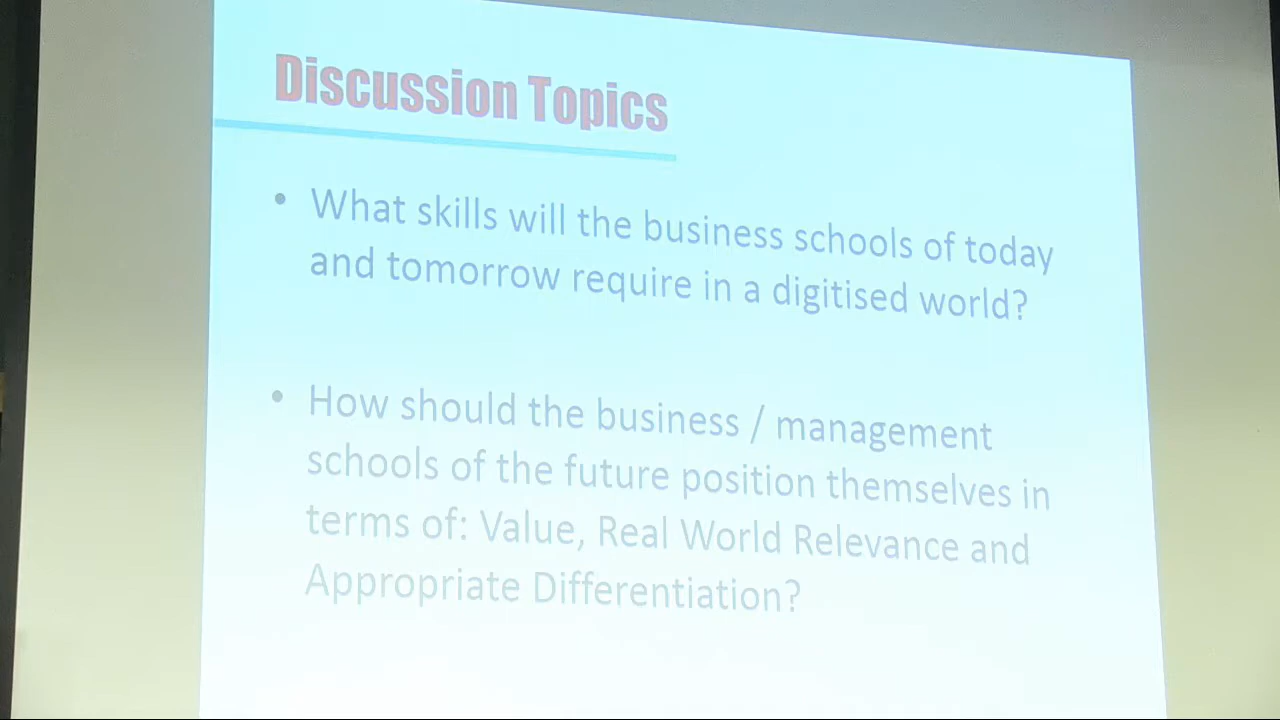 Discussion Topics
• What skills will the business schools of today
and tomorrow require in a digitised world?
• How should the business / management
schools of the future position themselves in
terms of: Value, Real World Relevance and
Appropriate Differentiation?